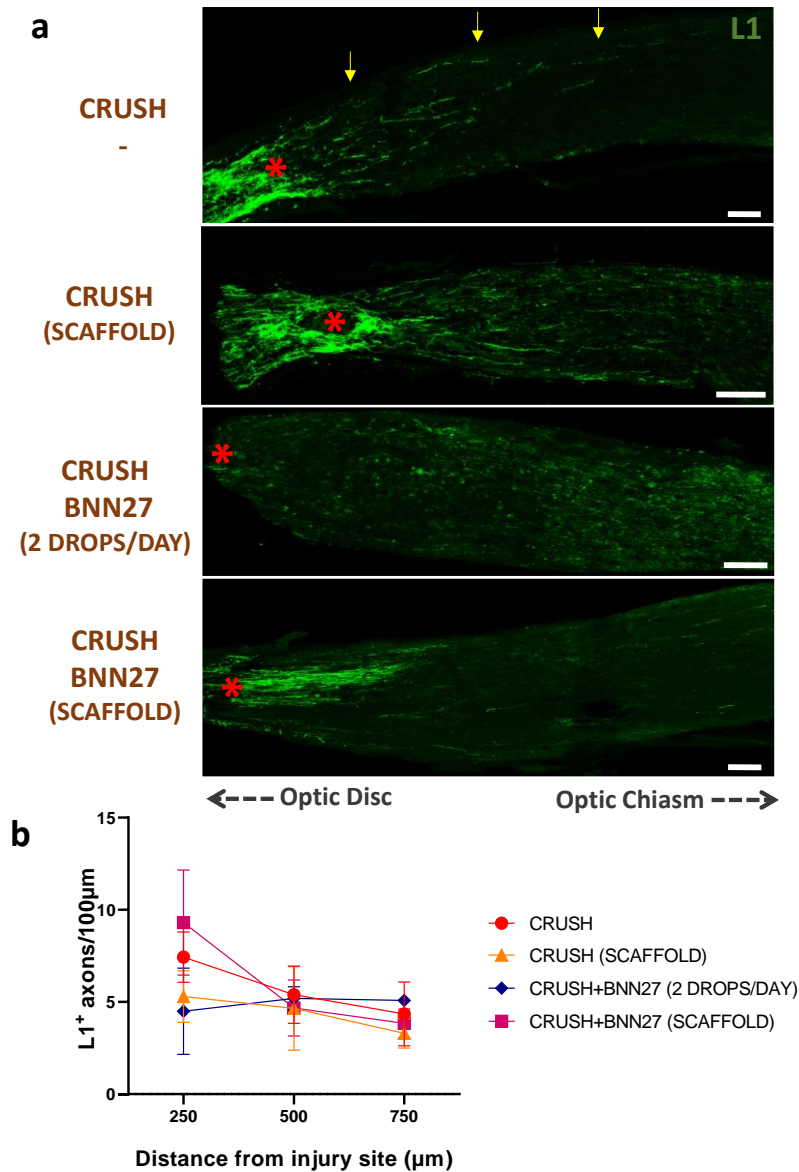 a
L1
CRUSH
-
CRUSH
(SCAFFOLD)
CRUSH
BNN27
(2 DROPS/DAY)
CRUSH
BNN27
(SCAFFOLD)
Optic Disc
Optic Chiasm
b
15
10
5
0
250
500
750
L1+ axons/100μm
Distance from injury site (μm)
CRUSH
CRUSH (SCAFFOLD)
CRUSH+BNN27 (2 DROPS/DAY)
CRUSH+BNN27 (SCAFFOLD)